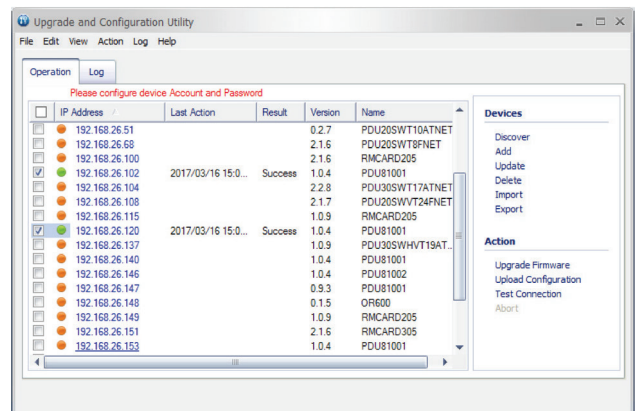 Upgrade and Configuration Utility
File Edit View Action Log Help
Operation Log
Please configure device Account and Password
IP Address Last Action Result Version Name
192.168.26.51 0.2.7 PDU20SWT10ATNET
192.168.26.68 2.1.6 PDU20SWT8FNET
192.168.26.100 2.1.6 RMCARD205
192.168.26.102 2017/03/16 15:0... Success 1.0.4 PDU81001
192.168.26.104 2.2.8 PDU30SWT17ATNET
192.168.26.108 2.1.7 PDU20SWVT24FNET
192.168.26.115 1.0.9 RMCARD205
192.168.26.120 2017/03/16 15:0... Success 1.0.4 PDU81001
192.168.26.137 1.0.9 PDU30SWHVT19AT...
192.168.26.140 1.0.4 PDU81001
192.168.26.146 1.0.4 PDU81002
192.168.26.147 0.9.3 PDU81001
192.168.26.148 0.1.5 OR600
192.168.26.149 1.0.9 RMCARD205
192.168.26.151 2.1.6 RMCARD305
192.168.26.153 1.0.4 PDU81001
Devices
Discover
Add
Update
Delete
Import
Export
Action
Upgrade Firmware
Upload Configuration
Test Connection
Abort